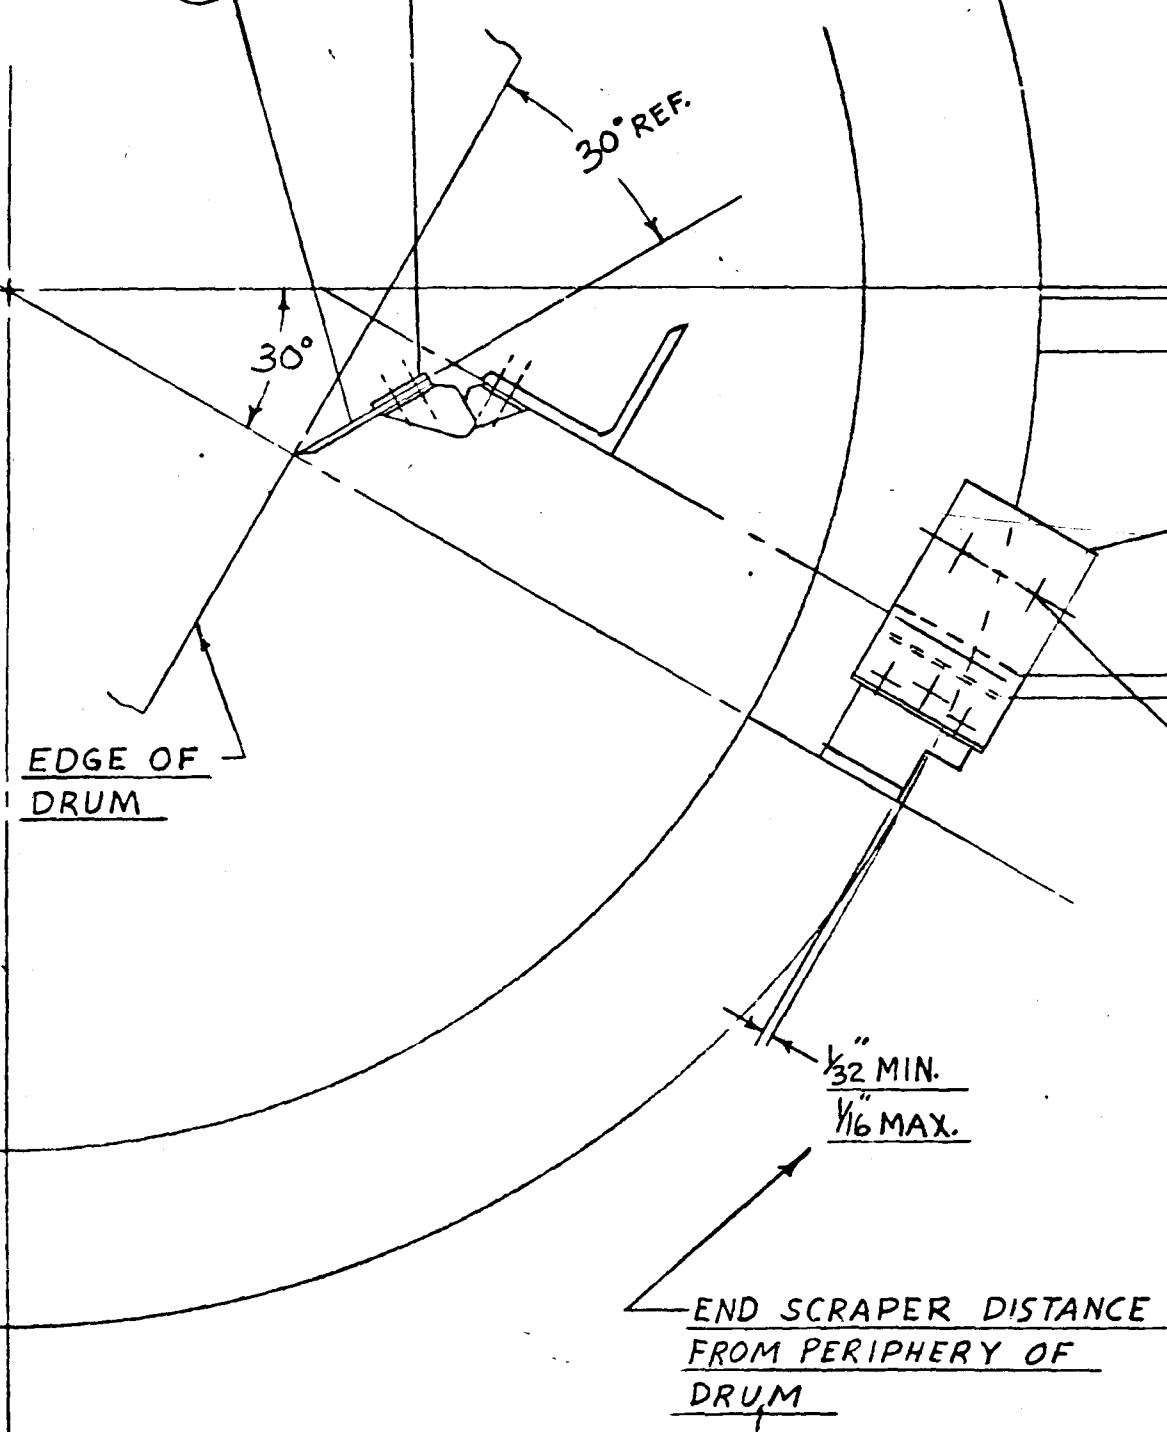 30° REF.
30°
EDGE OF
DRUM
1/32" MIN.
1/16" MAX.
END SCRAPER DISTANCE
FROM PERIPHERY OF
DRUM